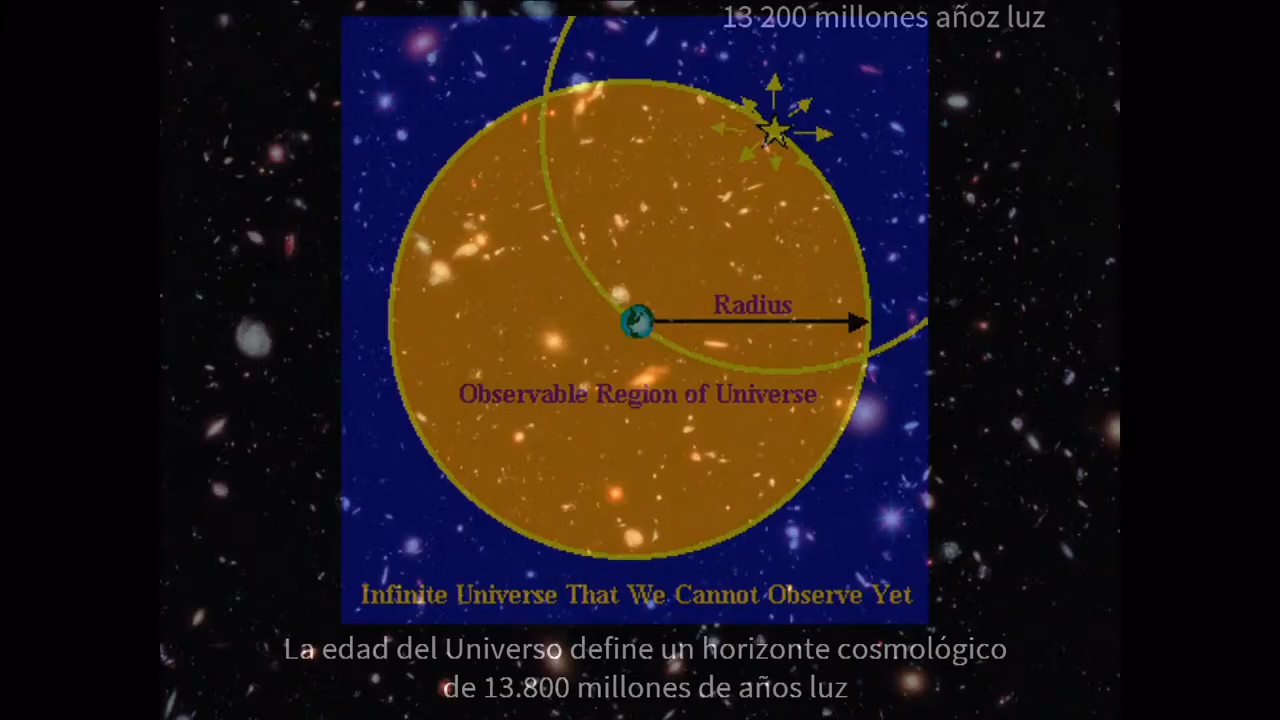 13 200 millones añoz luz
Radius
Observable Region of Universe
Infinite Universe That We Cannot Observe Yet
La edad del Universo define un horizonte cosmológico
de 13.800 millones de años luz